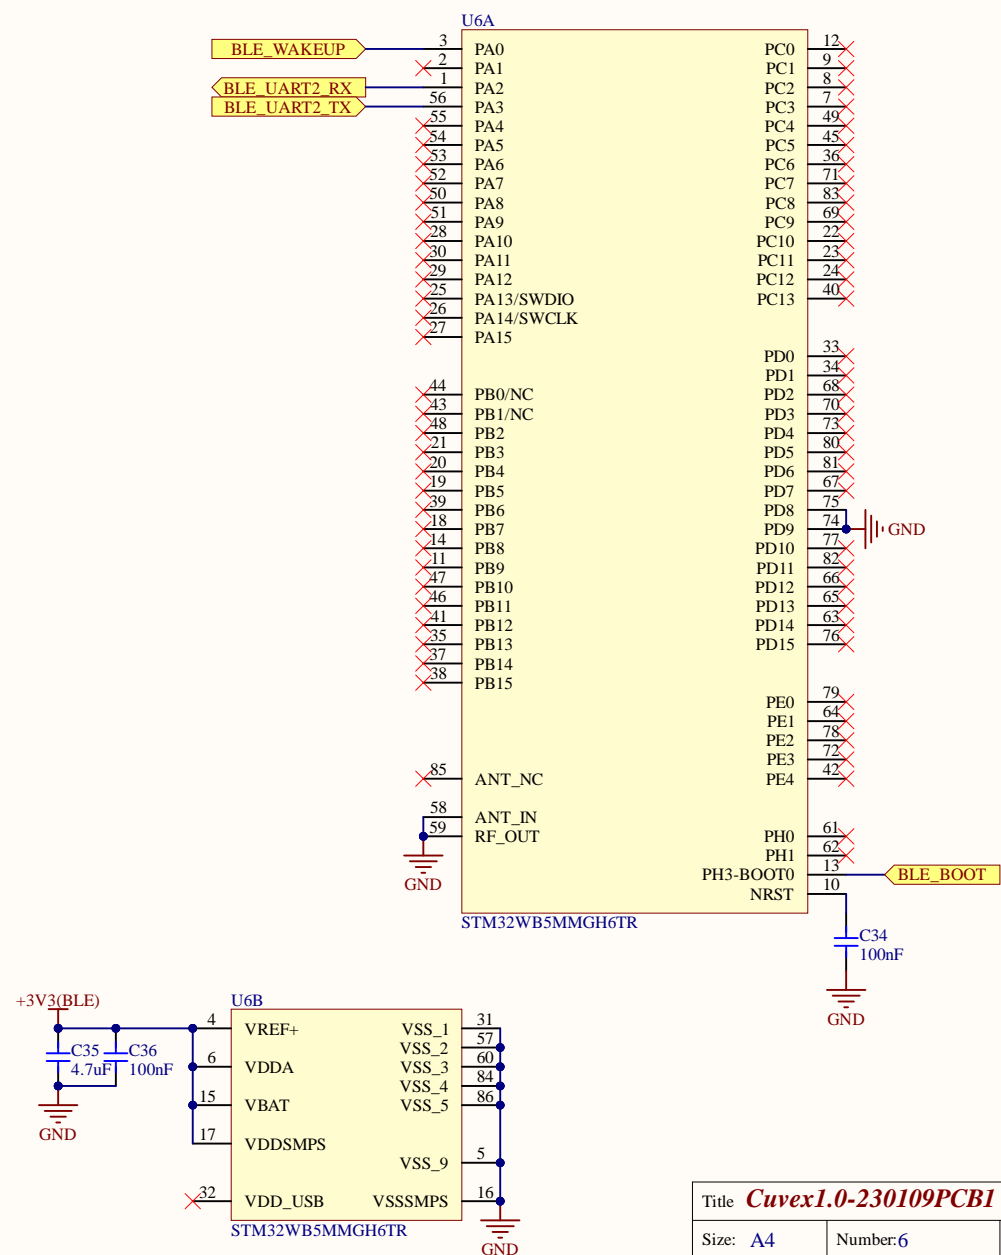 U6A
BLE_WAKEUP 3 PA0 PC0 12
2 PA1 PC1 9
BLE_UART2_RX 1 PA2 PC2 8
BLE_UART2_TX 56 PA3 PC3 7
55 PA4 PC4 49
54 PA5 PC5 45
53 PA6 PC6 36
52 PA7 PC7 71
50 PA8 PC8 83
51 PA9 PC9 69
28 PA10 PC10 22
30 PA11 PC11 23
29 PA12 PC12 24
25 PA13/SWDIO PC13 40
26 PA14/SWCLK
27 PA15
PD0 33
PD1 34
44 PB0/NC PD2 68
43 PB1/NC PD3 70
48 PB2 PD4 73
21 PB3 PD5 80
20 PB4 PD6 81
19 PB5 PD7 67
39 PB6 PD8 75
18 PB7 PD9 74 GND
14 PB8 PD10 77
11 PB9 PD11 82
47 PB10 PD12 66
46 PB11 PD13 65
41 PB12 PD14 63
35 PB13 PD15 76
37 PB14
38 PB15
PE0 79
PE1 64
PE2 78
PE3 72
85 ANT_NC PE4 42
58 ANT_IN
59 RF_OUT PH0 61
PH1 62
GND PH3-BOOT0 13 BLE_BOOT
NRST 10
STM32WB5MMGH6TR
C34
100nF
GND
+3V3(BLE)
U6B
4 VREF+ VSS_1 31
VSS_2 57
C35 C36
4.7uF 100nF
6 VDDA VSS_3 60
VSS_4 84
15 VBAT VSS_5 86
GND
17 VDDSMPS
VSS_9 5
32 VDD_USB VSSSMPS 16
STM32WB5MMGH6TR
GND
Title Cuvex1.0-230109PCB1
Size: A4 Number:6